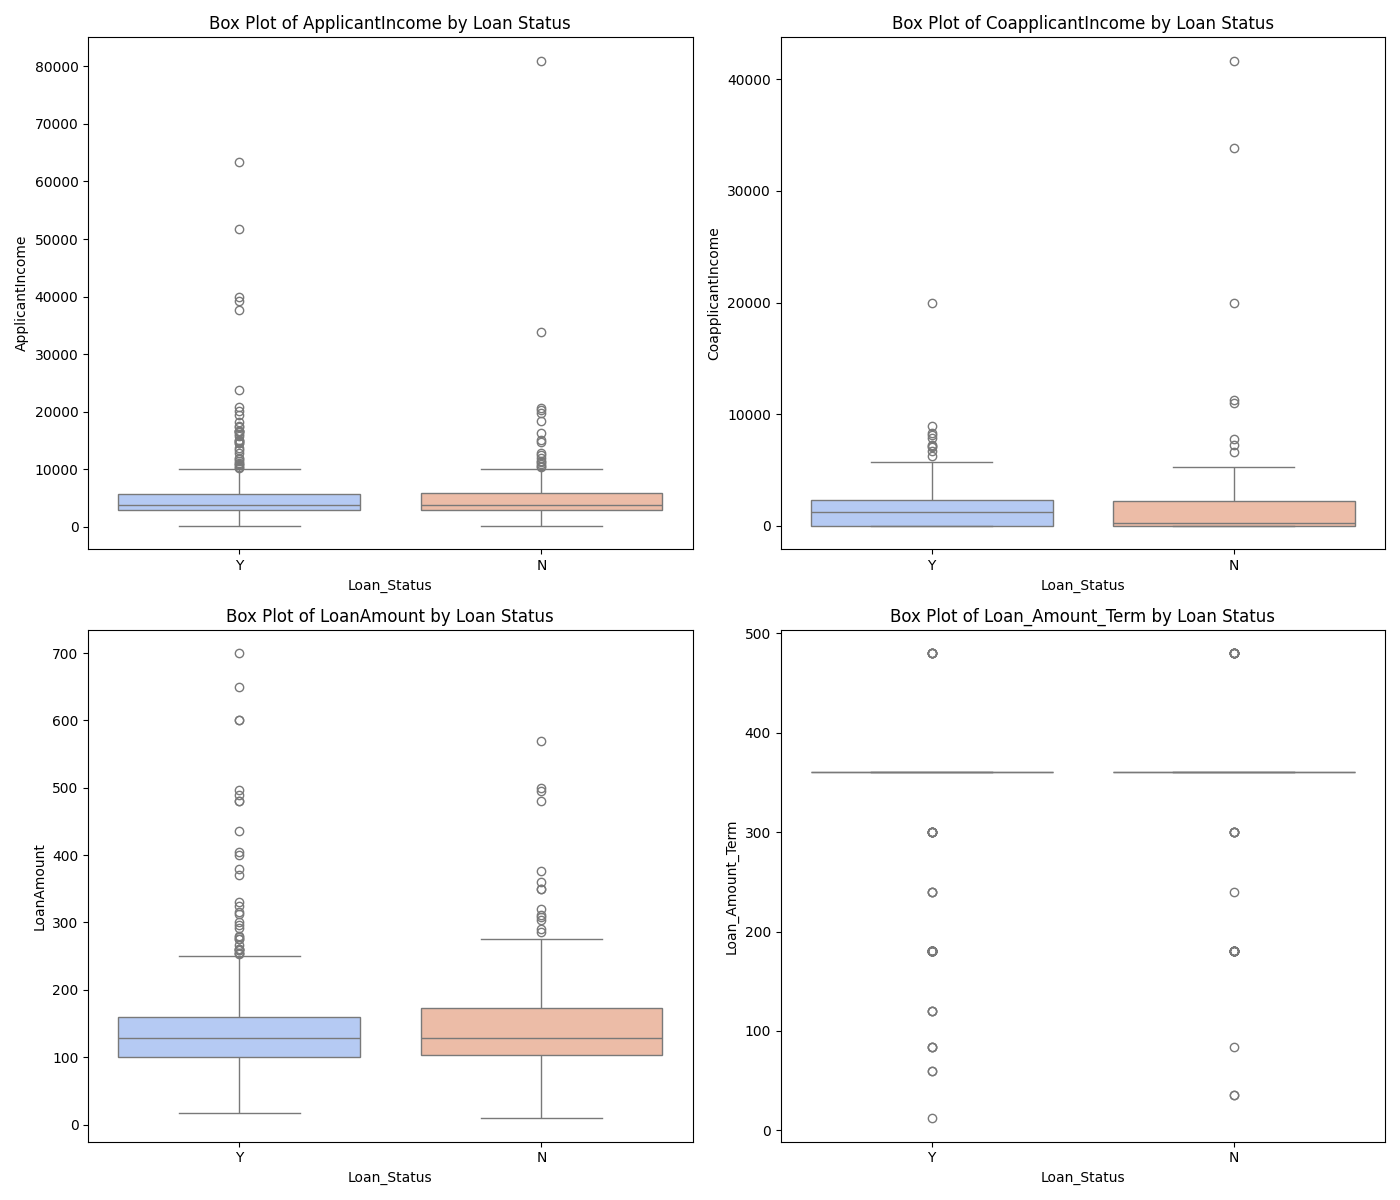 Box Plot of ApplicantIncome by Loan Status
80000
70000
60000
50000
40000
30000
20000
10000
0
ApplicantIncome
Y
N
Loan_Status
Box Plot of CoapplicantIncome by Loan Status
40000
30000
20000
10000
0
CoapplicantIncome
Y
N
Loan_Status
Box Plot of LoanAmount by Loan Status
700
600
500
400
300
200
100
0
LoanAmount
Y
N
Loan_Status
Box Plot of Loan_Amount_Term by Loan Status
500
400
300
200
100
0
Loan_Amount_Term
Y
N
Loan_Status